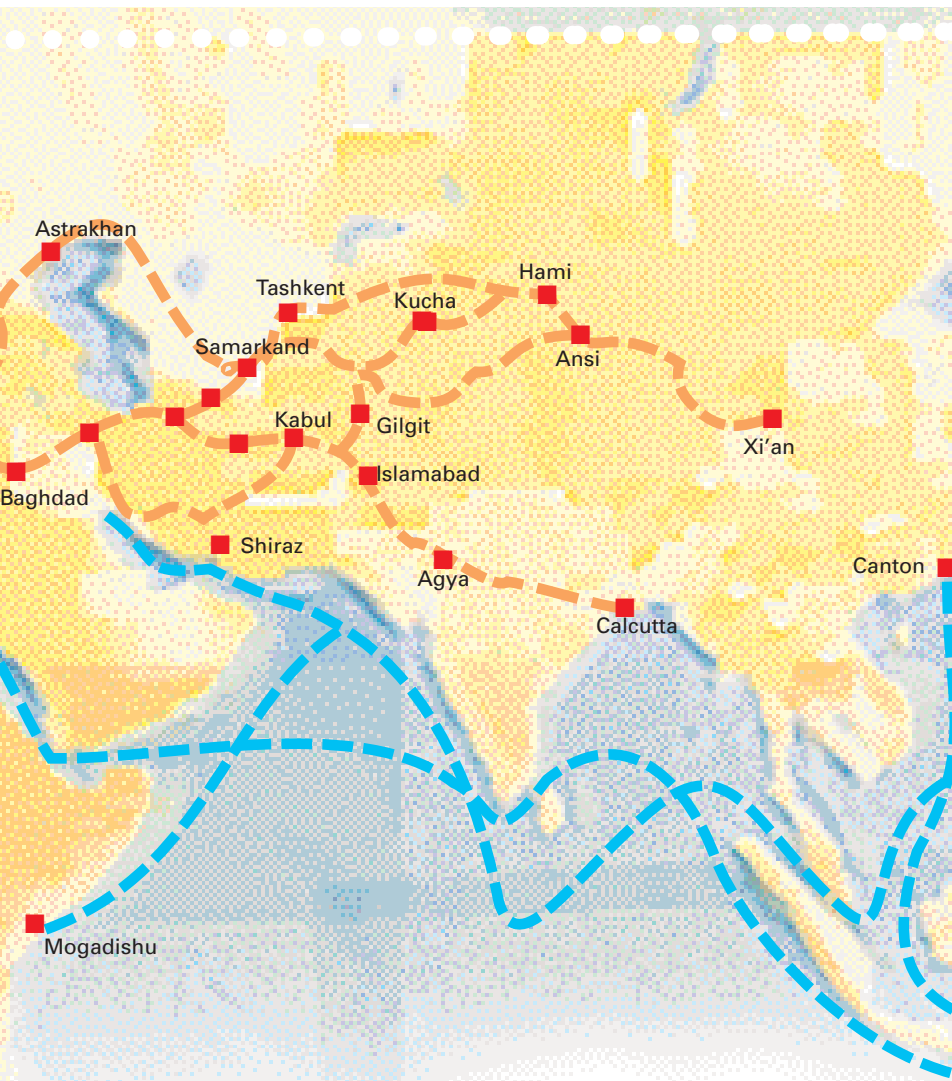 Astrakhan
Hami
Tashkent
Kucha
Samarkand
Ansi
Kabul
Gilgit
Xi’an
Islamabad
Baghdad
Shiraz
Canton
Agya
Calcutta
Mogadishu